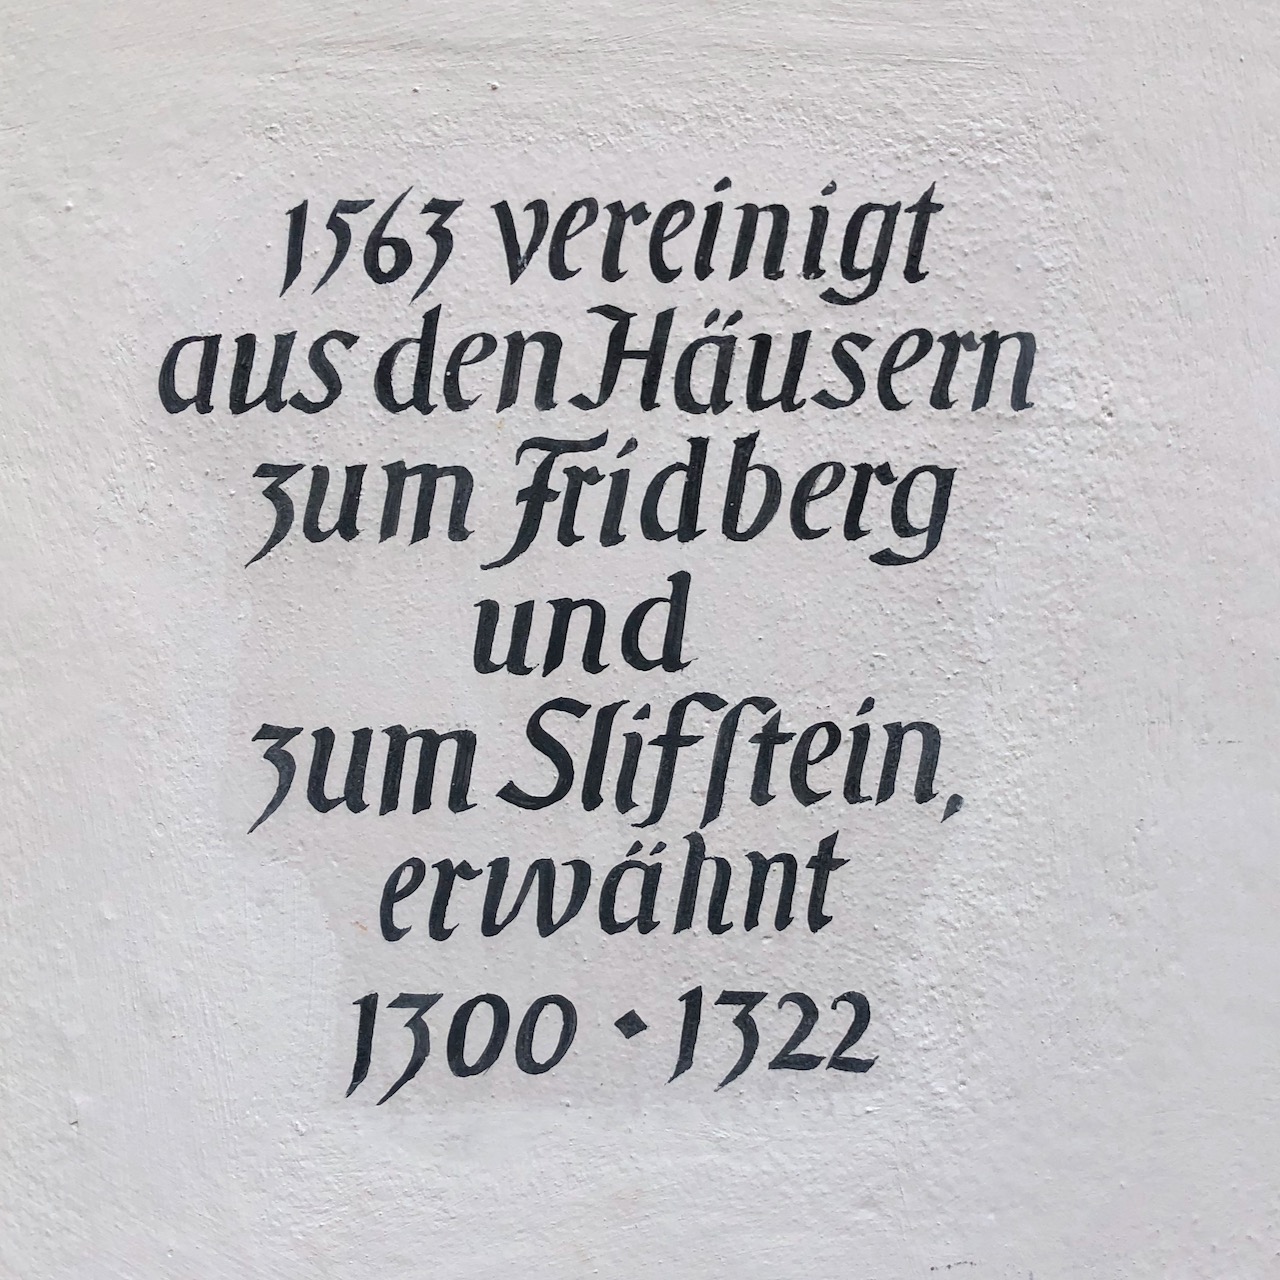 1563 vereinigt
aus den Häusern
zum Fridberg
und
zum Slifſtein,
erwähnt
1300 · 1322